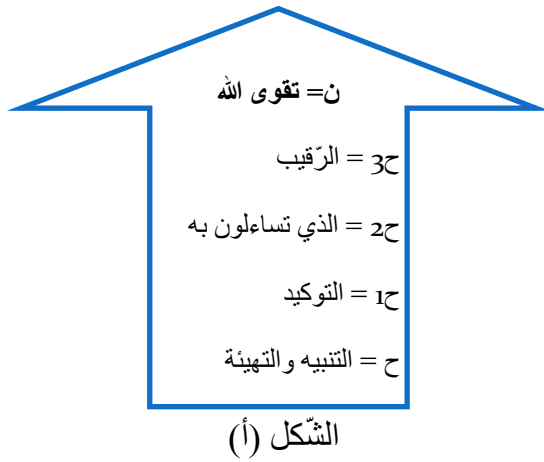 ن= تقوى الله
ح3 = الرّقيب
ح2 = الذي تساءلون به
ح1 = التوكيد
ح = التنبيه والتهيئة
الشّكل (أ)